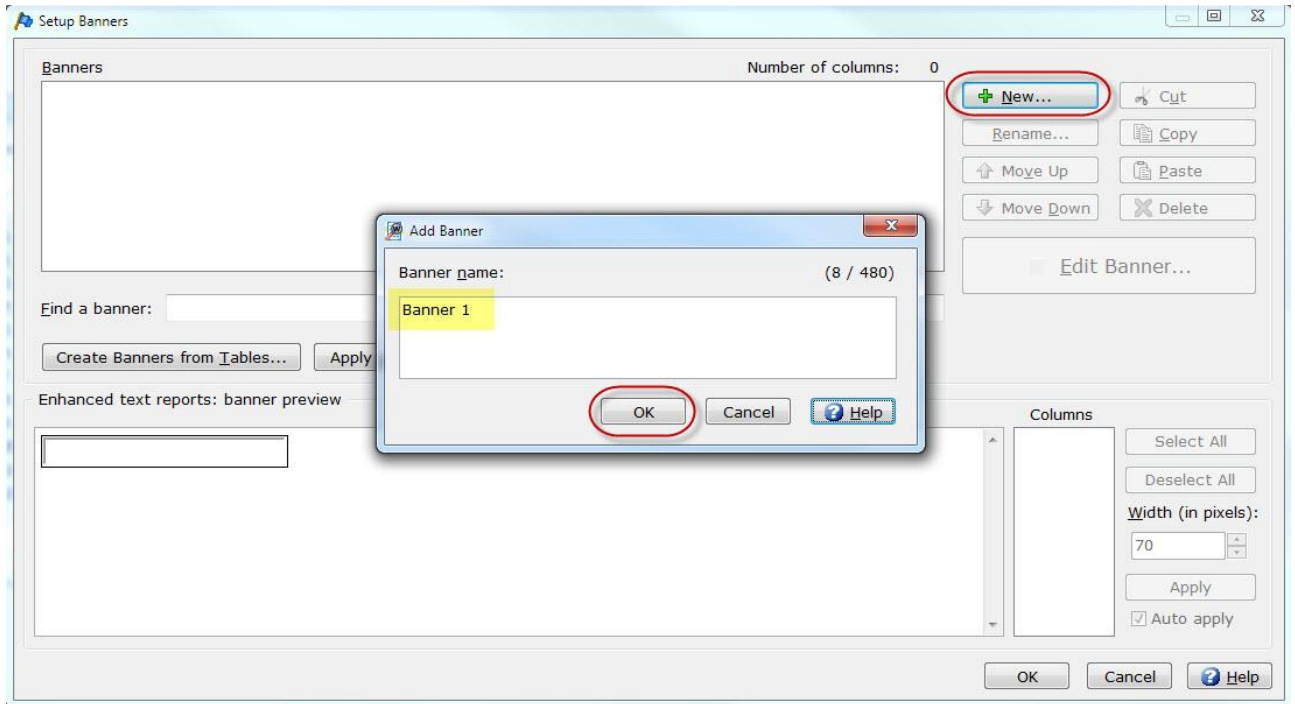 Setup Banners
Banners
Number of columns: 0
New...
Cut
Rename...
Copy
Move Up
Paste
Move Down
Delete
Edit Banner...
Add Banner
Banner name:
(8 / 480)
Banner 1
OK
Cancel
Help
Find a banner:
Create Banners from Tables...
Apply
Enhanced text reports: banner preview
Columns
Select All
Deselect All
Width (in pixels):
70
Apply
Auto apply
OK
Cancel
Help